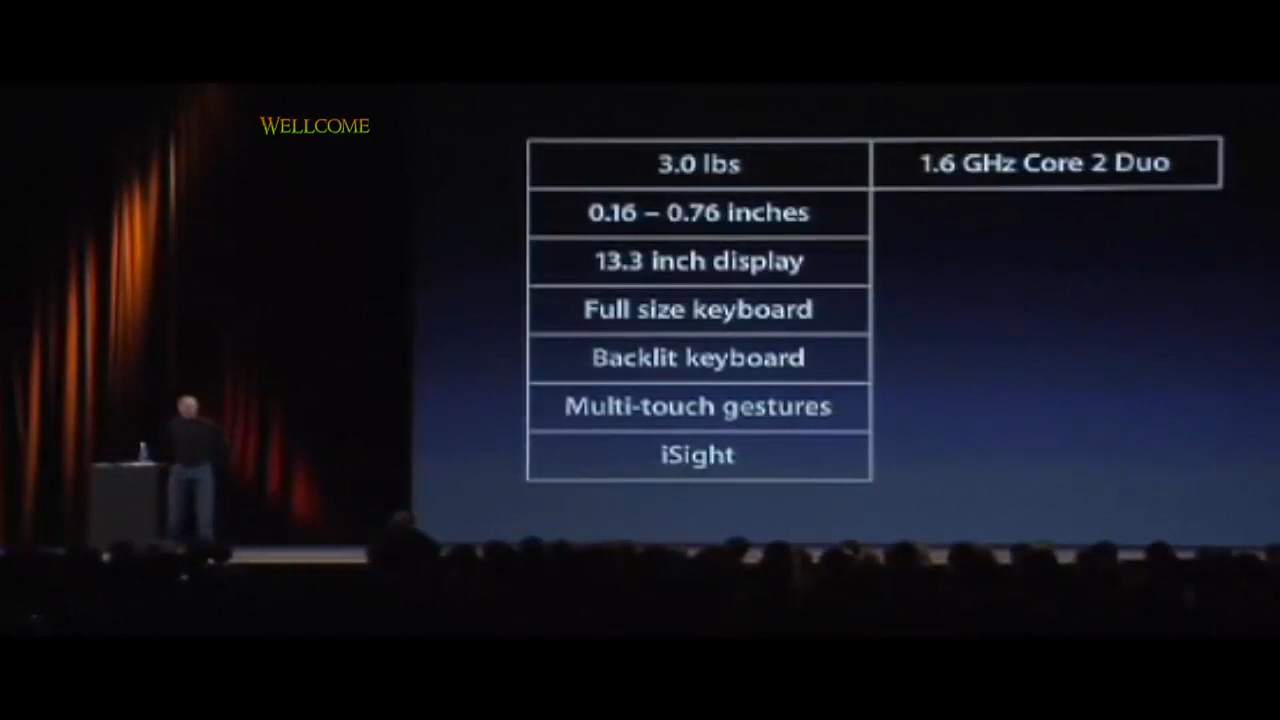 WELLCOME
3.0 lbs
1.6 GHz Core 2 Duo
0.16 – 0.76 inches
13.3 inch display
Full size keyboard
Backlit keyboard
Multi-touch gestures
iSight